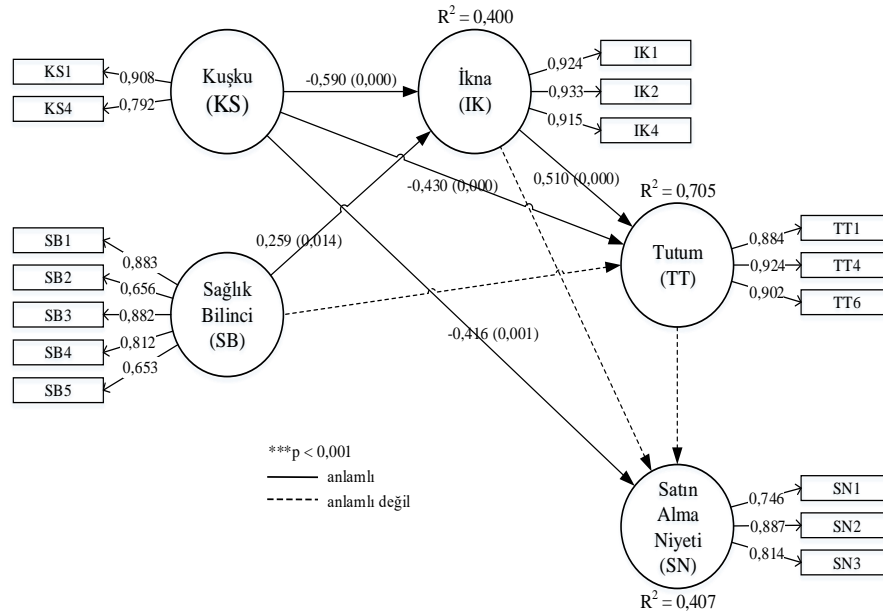 R² = 0,400
KS1
KS4
0,908
0,792
Kuşku
(KS)
-0,590 (0,000)
İkna
(IK)
0,924
0,933
0,915
IK1
IK2
IK4
-0,430 (0,000)
0,510 (0,000)
R² = 0,705
SB1
SB2
SB3
SB4
SB5
0,883
0,656
0,882
0,812
0,653
Sağlık
Bilinci
(SB)
0,259 (0,014)
Tutum
(TT)
0,884
0,924
0,902
TT1
TT4
TT6
-0,416 (0,001)
***p < 0,001
anlamlı
anlamlı değil
Satın
Alma
Niyeti
(SN)
0,746
0,887
0,814
SN1
SN2
SN3
R² = 0,407